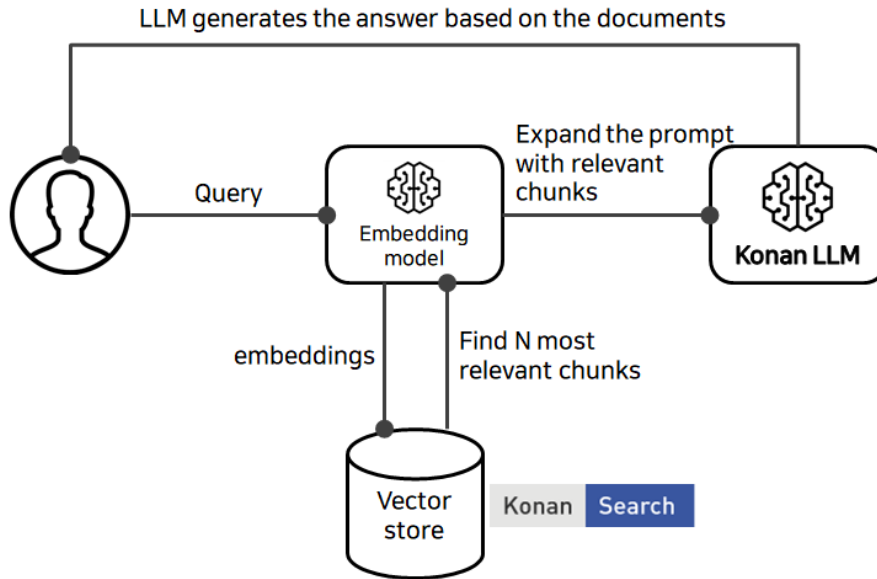 LLM generates the answer based on the documents
Query
Embedding
model
Expand the prompt
with relevant
chunks
Konan LLM
embeddings
Find N most
relevant chunks
Vector
store
Konan Search